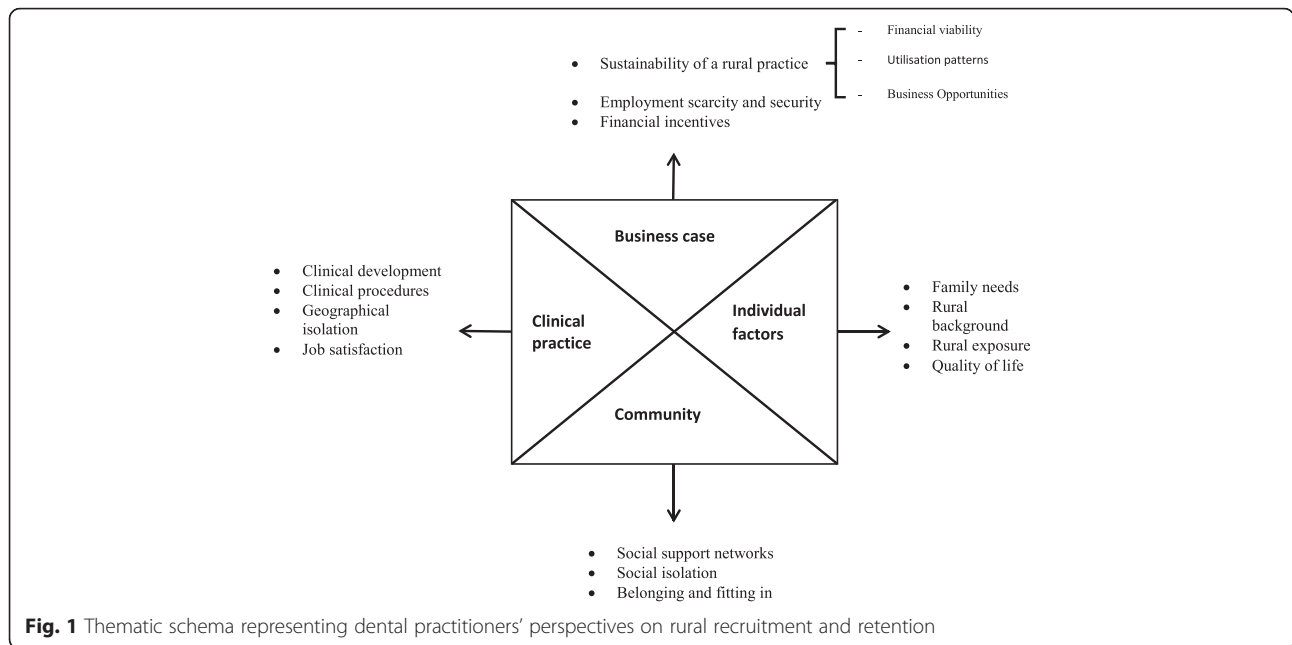 - Financial viability
• Sustainability of a rural practice
- Utilisation patterns
- Business Opportunities
• Employment scarcity and security
• Financial incentives
Business case
• Clinical development
• Clinical procedures
• Geographical
isolation
• Job satisfaction
Clinical
practice
Individual
factors
• Family needs
• Rural
background
• Rural exposure
• Quality of life
Community
• Social support networks
• Social isolation
• Belonging and fitting in
Fig. 1 Thematic schema representing dental practitioners’ perspectives on rural recruitment and retention